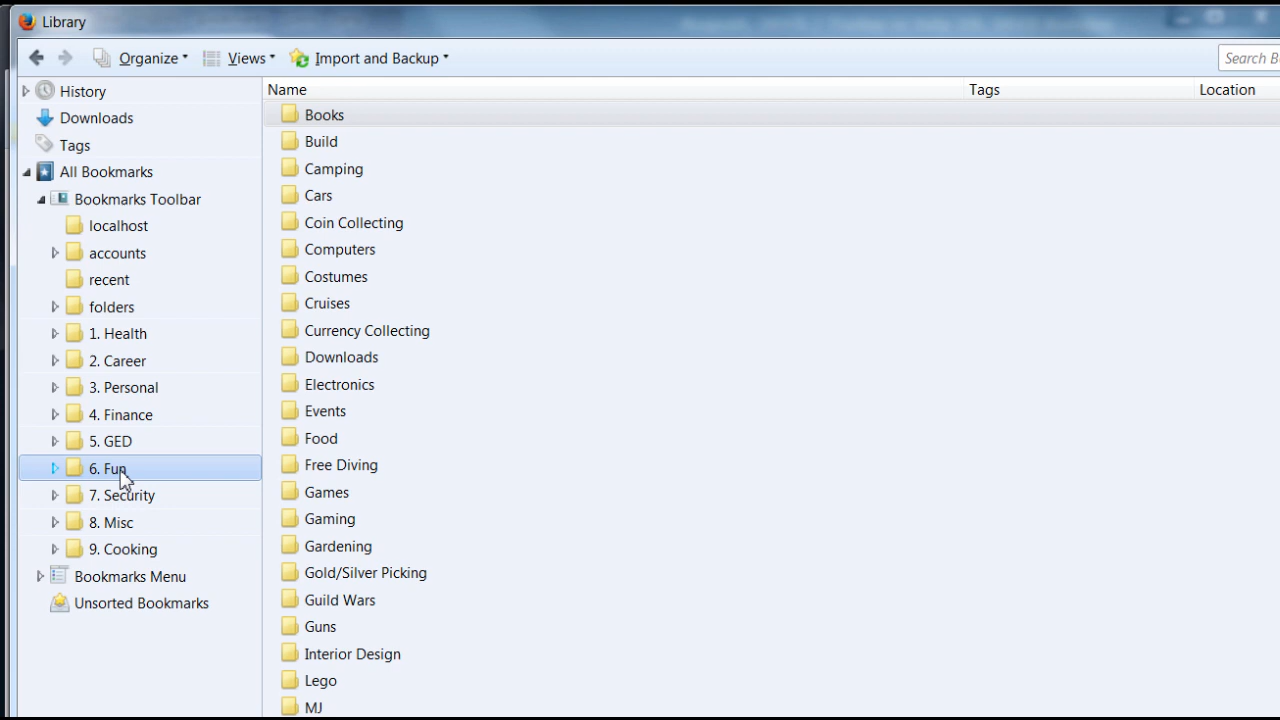 Library
Organize Views Import and Backup Search B
History
Downloads
Tags
All Bookmarks
Bookmarks Toolbar
localhost
accounts
recent
folders
1. Health
2. Career
3. Personal
4. Finance
5. GED
6. Fun
7. Security
8. Misc
9. Cooking
Bookmarks Menu
Unsorted Bookmarks
Name Tags Location
Books
Build
Camping
Cars
Coin Collecting
Computers
Costumes
Cruises
Currency Collecting
Downloads
Electronics
Events
Food
Free Diving
Games
Gaming
Gardening
Gold/Silver Picking
Guild Wars
Guns
Interior Design
Lego
MJ